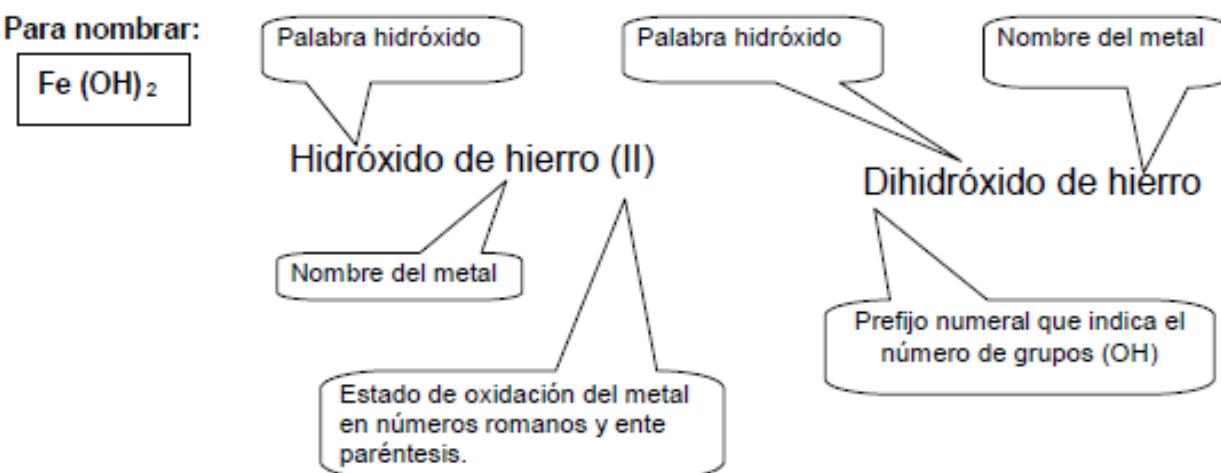 Para nombrar:
Fe (OH) ₂
Palabra hidróxido
Palabra hidróxido
Nombre del metal
Hidróxido de hierro (II)
Dihidróxido de hierro
Nombre del metal
Prefijo numeral que indica el
número de grupos (OH)
Estado de oxidación del metal
en números romanos y ente
paréntesis.